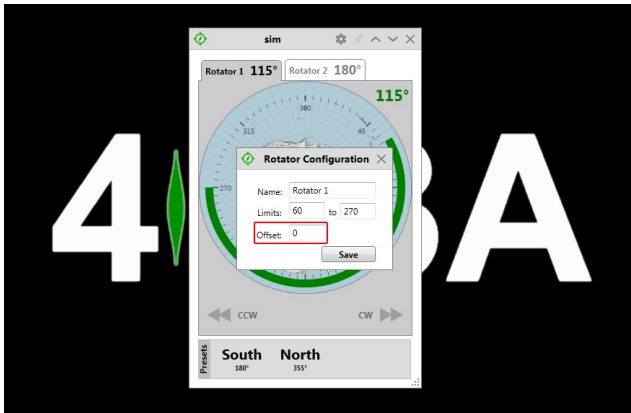 sim
Rotator 1 115°
Rotator 2 180°
115°
360
315
45
270
Rotator Configuration
Name: Rotator 1
Limits: 60 to 270
Offset: 0
Save
CCW
CW
Presets
South
180°
North
355°
4
A